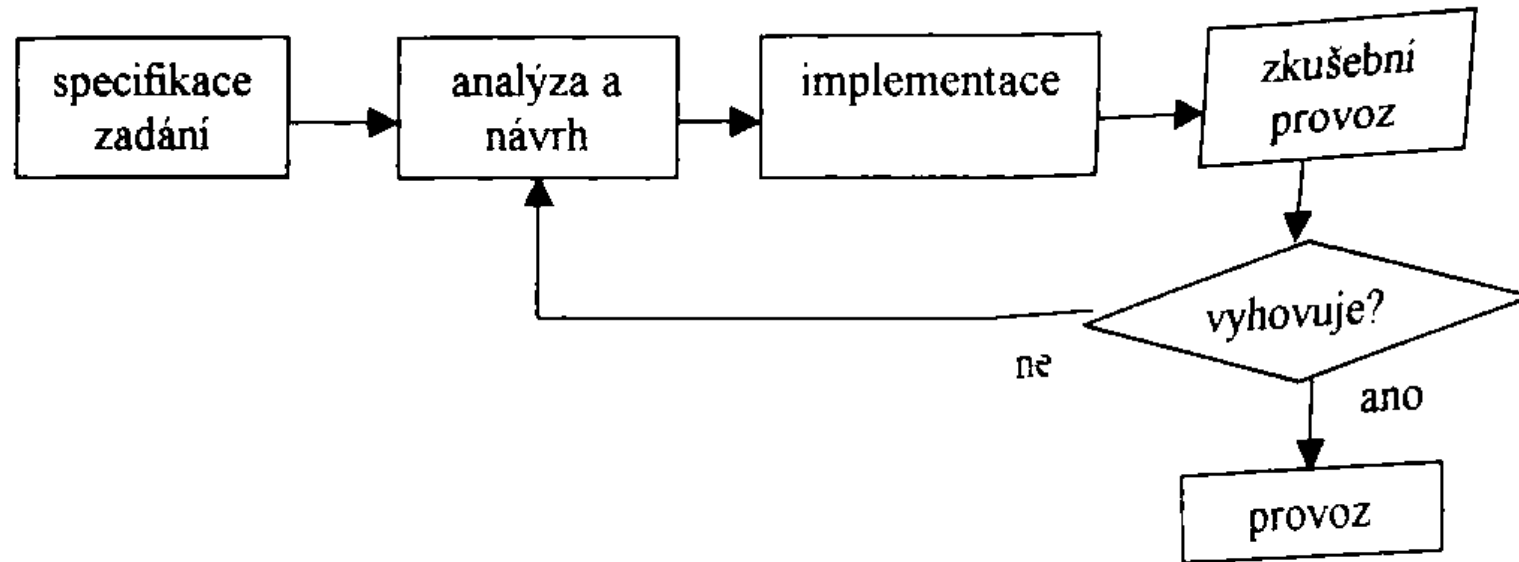 specifikace
zadání
analýza a
návrh
implementace
zkušební
provoz
vyhovuje?
ne
ano
provoz